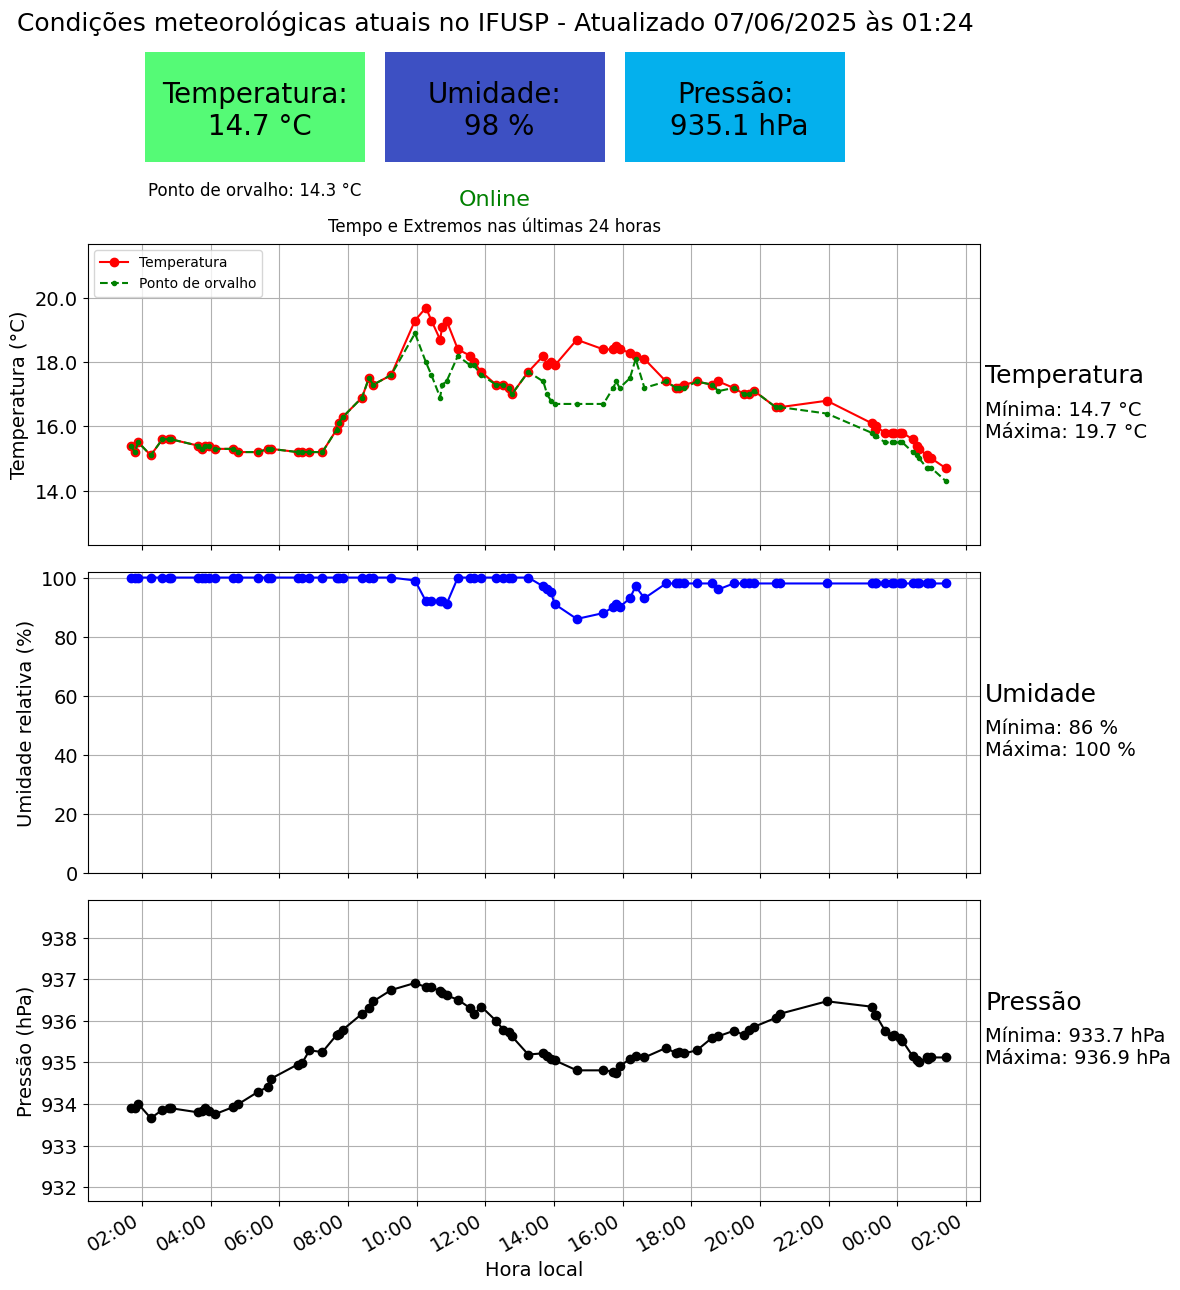 Condições meteorológicas atuais no IFUSP - Atualizado 07/06/2025 às 01:24
Temperatura:
14.7 °C
Umidade:
98 %
Pressão:
935.1 hPa
Ponto de orvalho: 14.3 °C
Online
Tempo e Extremos nas últimas 24 horas
Temperatura
Ponto de orvalho
Temperatura (°C)
20.0
18.0
16.0
14.0
Temperatura
Mínima: 14.7 °C
Máxima: 19.7 °C
Umidade relativa (%)
100
80
60
40
20
0
Umidade
Mínima: 86 %
Máxima: 100 %
Pressão (hPa)
938
937
936
935
934
933
932
Pressão
Mínima: 933.7 hPa
Máxima: 936.9 hPa
02:00
04:00
06:00
08:00
10:00
12:00
14:00
16:00
18:00
20:00
22:00
00:00
02:00
Hora local